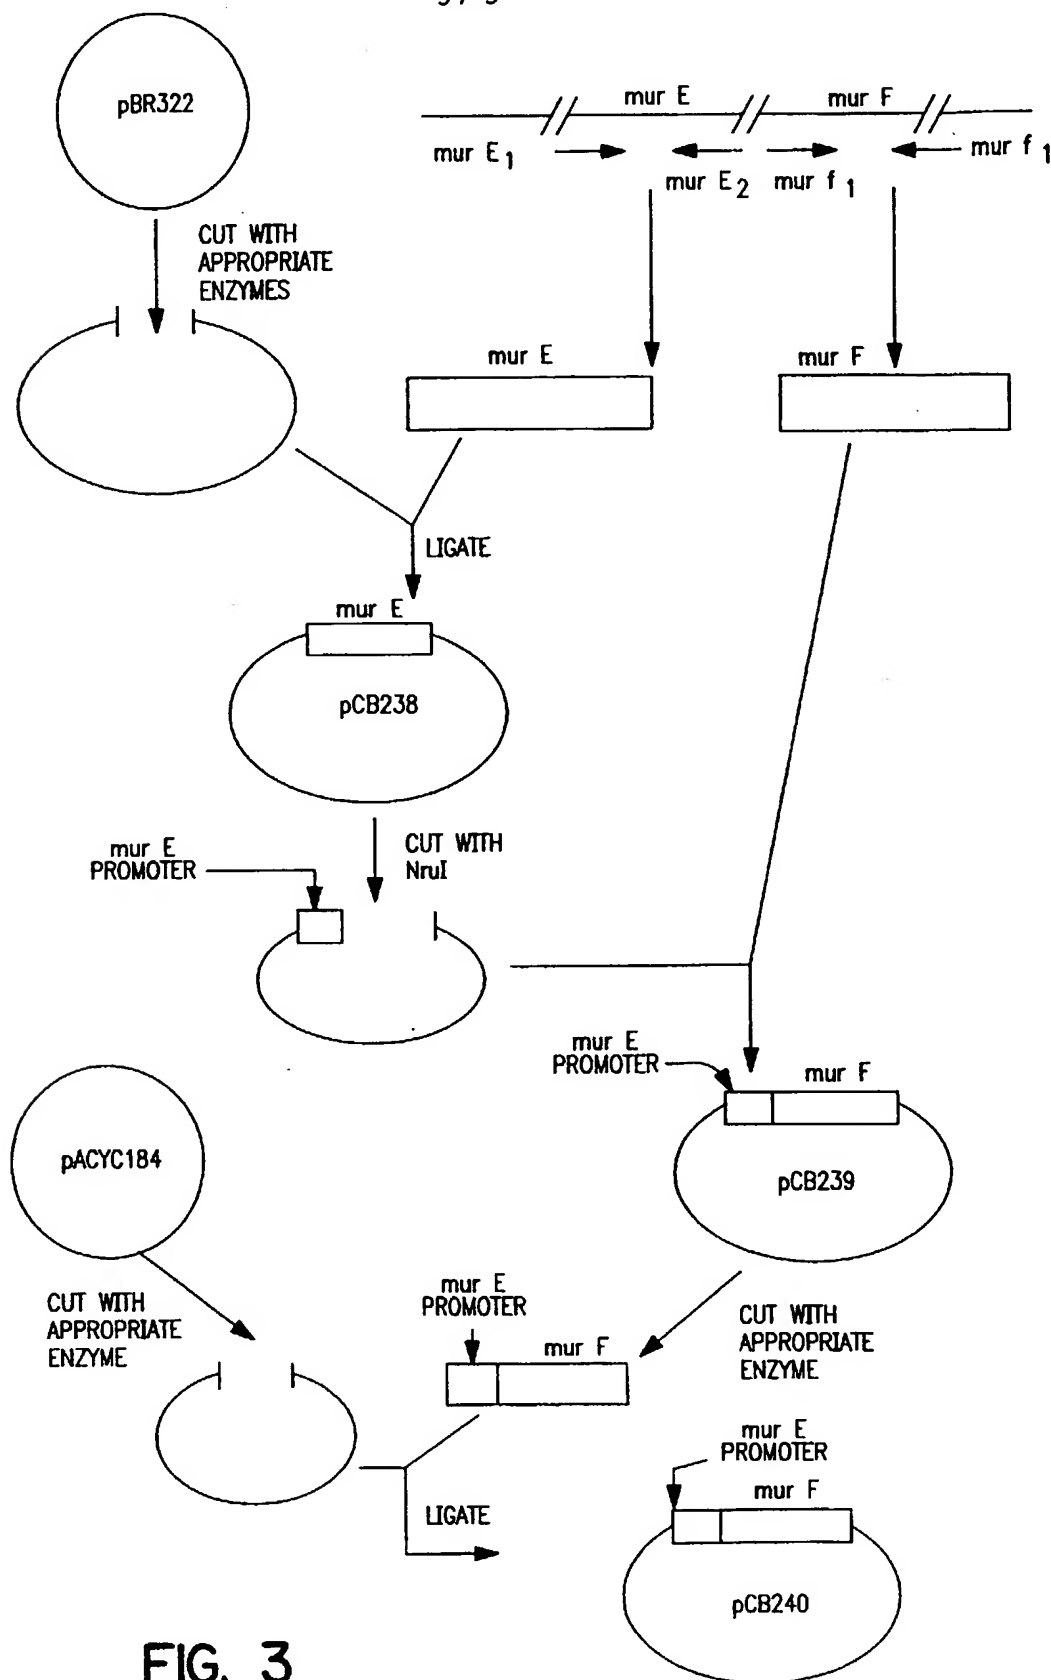 pBR322
mur E
mur F
mur E1
mur E2
mur f1
mur f1
CUT WITH
APPROPRIATE
ENZYMES
mur E
mur F
LIGATE
mur E
pCB238
CUT WITH
NruI
mur E
PROMOTER
mur E
PROMOTER
mur F
pCB239
pACYC184
CUT WITH
APPROPRIATE
ENZYME
mur E
PROMOTER
mur F
CUT WITH
APPROPRIATE
ENZYME
LIGATE
mur E
PROMOTER
mur F
pCB240
FIG. 3